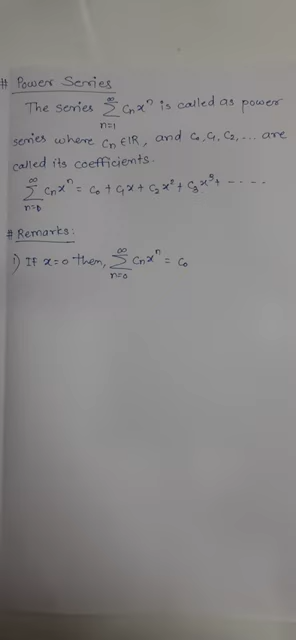 # Power Series
The series ∑_{n=1}^{∞} Cₙxⁿ is called as power
series where Cₙ ∈ ℝ, and C₀, C₁, C₂, ... are
called its coefficients.
∑_{n=0}^{∞} Cₙxⁿ = C₀ + C₁x + C₂x² + C₃x³ + - - - -
# Remarks:
1) If x=0 then, ∑_{n=0}^{∞} Cₙxⁿ = C₀